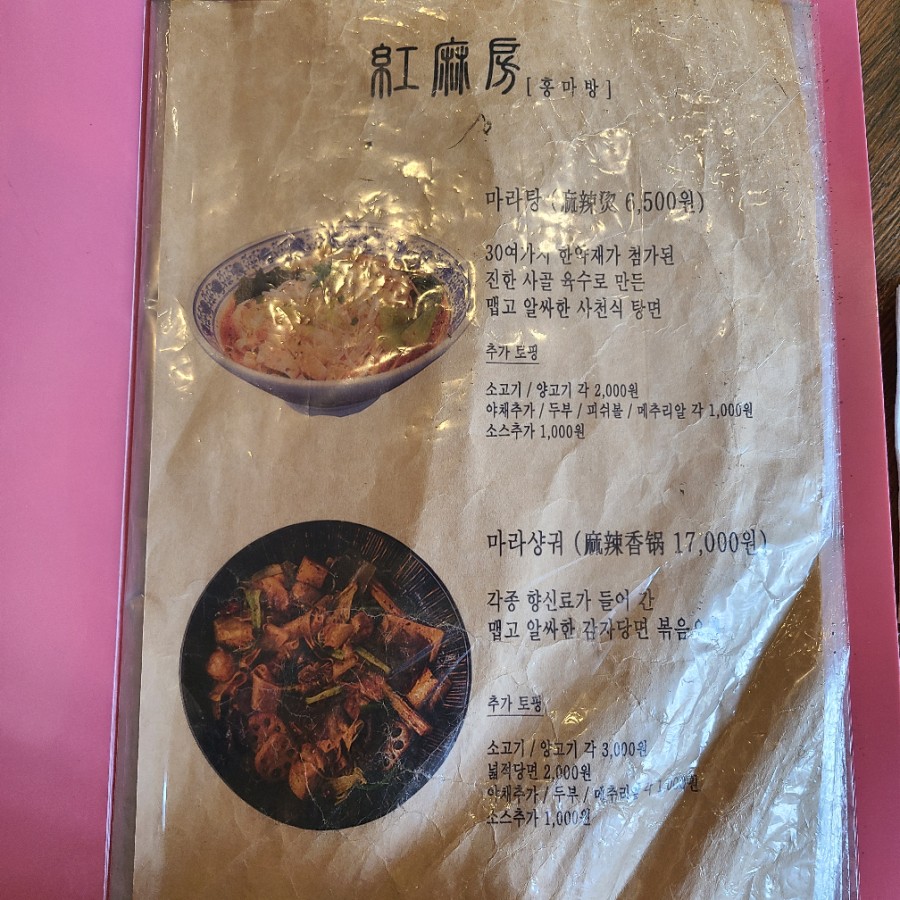 紅麻房 [홍마방]
마라탕 (麻辣烫 6,500원)
30여가지 한약재가 첨가된
진한 사골 육수로 만든
맵고 알싸한 사천식 탕면
추가 토핑
소고기 / 양고기 각 2,000원
야채추가 / 두부 / 피쉬볼 / 메추리알 각 1,000원
소스추가 1,000원
마라샹궈 (麻辣香锅 17,000원)
각종 향신료가 들어 간
맵고 알싸한 감자당면 볶음
추가 토핑
소고기 / 양고기 각 3,000원
넓적당면 2,000원
야채추가 / 두부 /
소스추가 1,000원